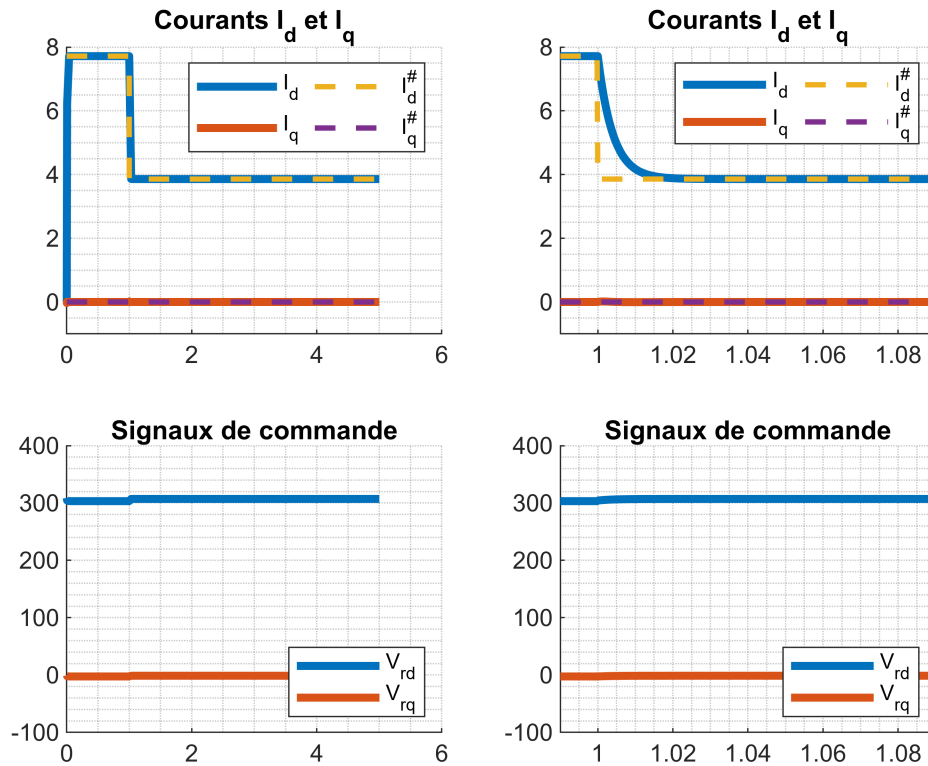 Courants I_d et I_q
8
6
4
2
0
0
2
4
6
I_d
I_d^#
I_q
I_q^#
Courants I_d et I_q
8
6
4
2
0
1
1.02
1.04
1.06
1.08
I_d
I_d^#
I_q
I_q^#
Signaux de commande
400
300
200
100
0
-100
0
2
4
6
V_rd
V_rq
Signaux de commande
400
300
200
100
0
-100
1
1.02
1.04
1.06
1.08
V_rd
V_rq